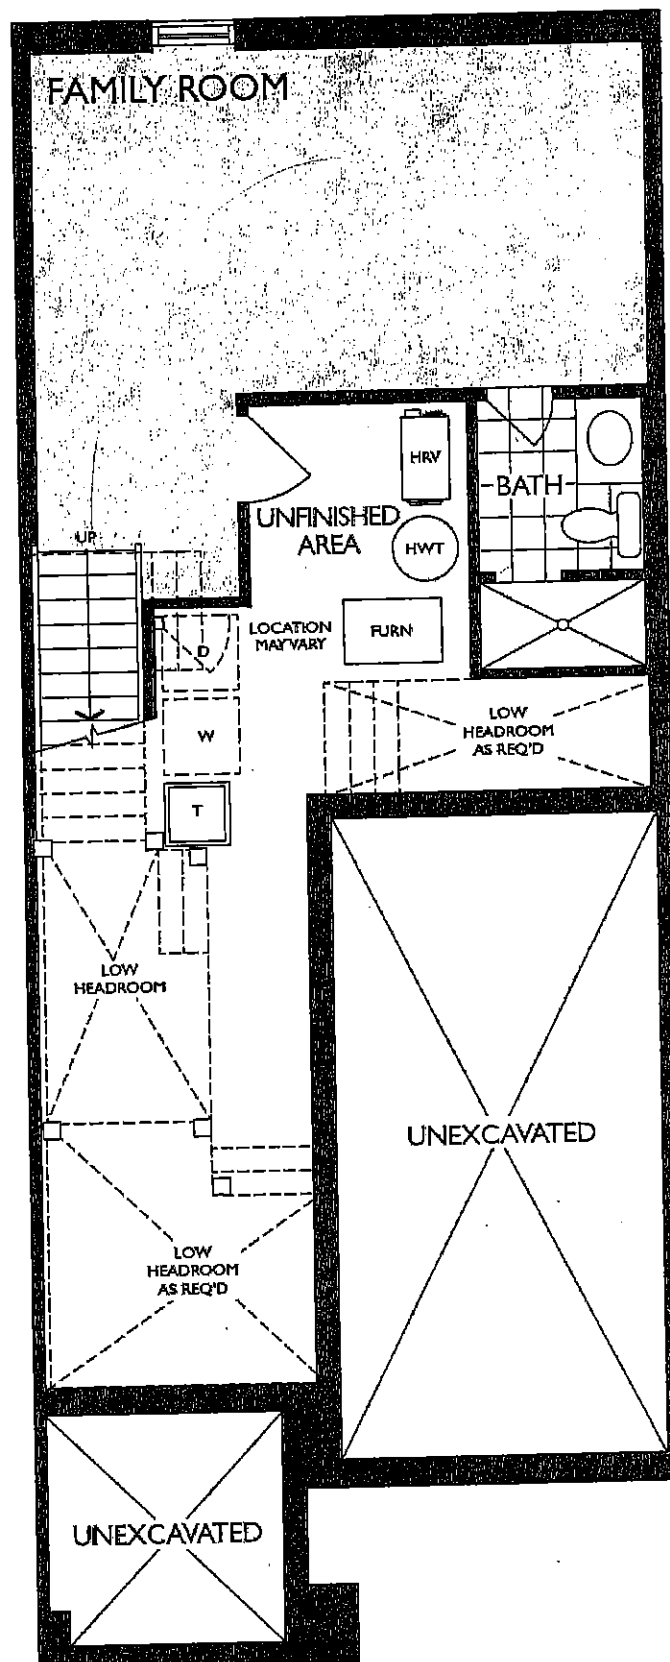 FAMILY ROOM
HRV
BATH
UNFINISHED
AREA
HWT
UP
LOCATION
MAY VARY
FURN
D
W
LOW
HEADROOM
AS REQ'D
T
LOW
HEADROOM
UNEXCAVATED
LOW
HEADROOM
AS REQ'D
UNEXCAVATED